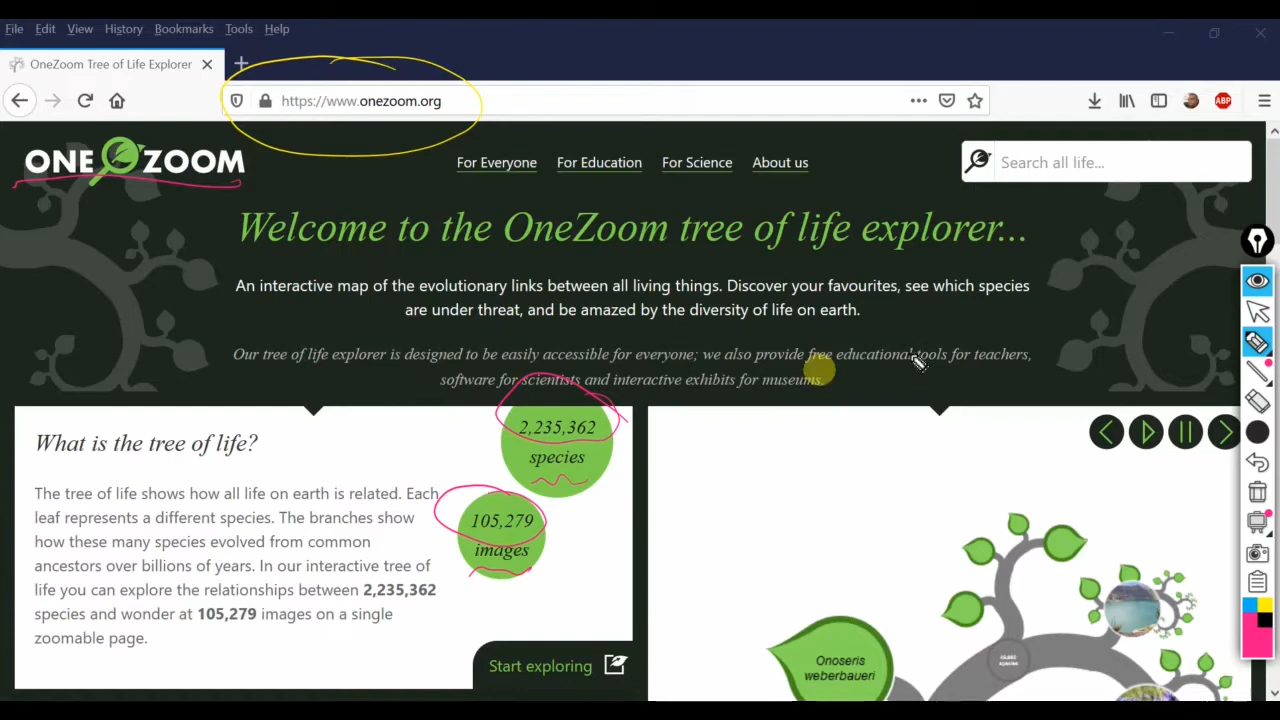 File Edit View History Bookmarks Tools Help
OneZoom Tree of Life Explorer
https://www.onezoom.org
ABP
ONE ZOOM
For Everyone For Education For Science About us
Search all life...
Welcome to the OneZoom tree of life explorer...
An interactive map of the evolutionary links between all living things. Discover your favourites, see which species
are under threat, and be amazed by the diversity of life on earth.
Our tree of life explorer is designed to be easily accessible for everyone; we also provide free educational tools for teachers,
software for scientists and interactive exhibits for museums.
What is the tree of life?
2,235,362
species
105,279
images
The tree of life shows how all life on earth is related. Each
leaf represents a different species. The branches show
how these many species evolved from common
ancestors over billions of years. In our interactive tree of
life you can explore the relationships between 2,235,362
species and wonder at 105,279 images on a single
zoomable page.
Start exploring
Onoseris
weberbaueri
species